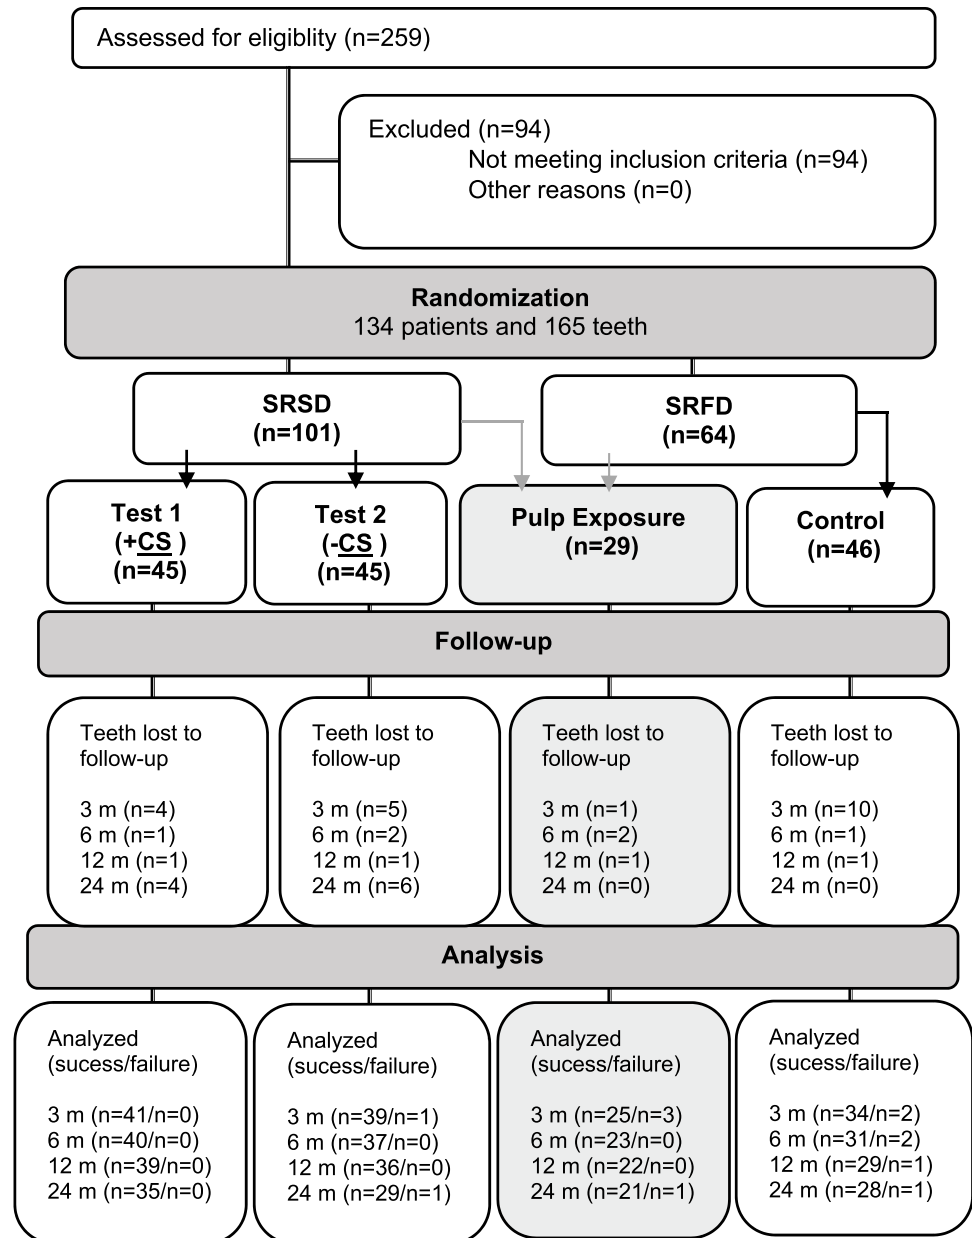 Assessed for eligiblity (n=259)
Excluded (n=94)
Not meeting inclusion criteria (n=94)
Other reasons (n=0)
Randomization
134 patients and 165 teeth
SRSD
(n=101)
SRFD
(n=64)
Test 1
(+CS )
(n=45)
Test 2
(-CS )
(n=45)
Pulp Exposure
(n=29)
Control
(n=46)
Follow-up
Teeth lost to
follow-up
3 m (n=4)
6 m (n=1)
12 m (n=1)
24 m (n=4)
Teeth lost to
follow-up
3 m (n=5)
6 m (n=2)
12 m (n=1)
24 m (n=6)
Teeth lost to
follow-up
3 m (n=1)
6 m (n=2)
12 m (n=1)
24 m (n=0)
Teeth lost to
follow-up
3 m (n=10)
6 m (n=1)
12 m (n=1)
24 m (n=0)
Analysis
Analyzed
(sucess/failure)
3 m (n=41/n=0)
6 m (n=40/n=0)
12 m (n=39/n=0)
24 m (n=35/n=0)
Analyzed
(sucess/failure)
3 m (n=39/n=1)
6 m (n=37/n=0)
12 m (n=36/n=0)
24 m (n=29/n=1)
Analyzed
(sucess/failure)
3 m (n=25/n=3)
6 m (n=23/n=0)
12 m (n=22/n=0)
24 m (n=21/n=1)
Analyzed
(sucess/failure)
3 m (n=34/n=2)
6 m (n=31/n=2)
12 m (n=29/n=1)
24 m (n=28/n=1)